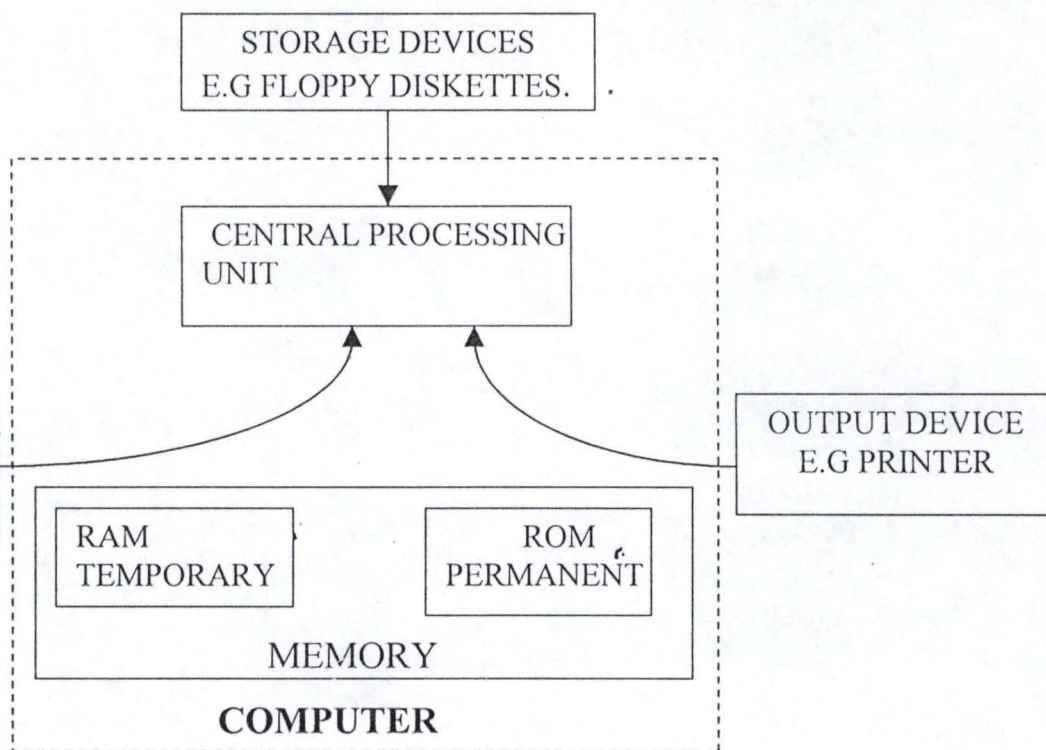 STORAGE DEVICES
E.G FLOPPY DISKETTES.
CENTRAL PROCESSING
UNIT
OUTPUT DEVICE
E.G PRINTER
RAM
TEMPORARY
ROM
PERMANENT
MEMORY
COMPUTER